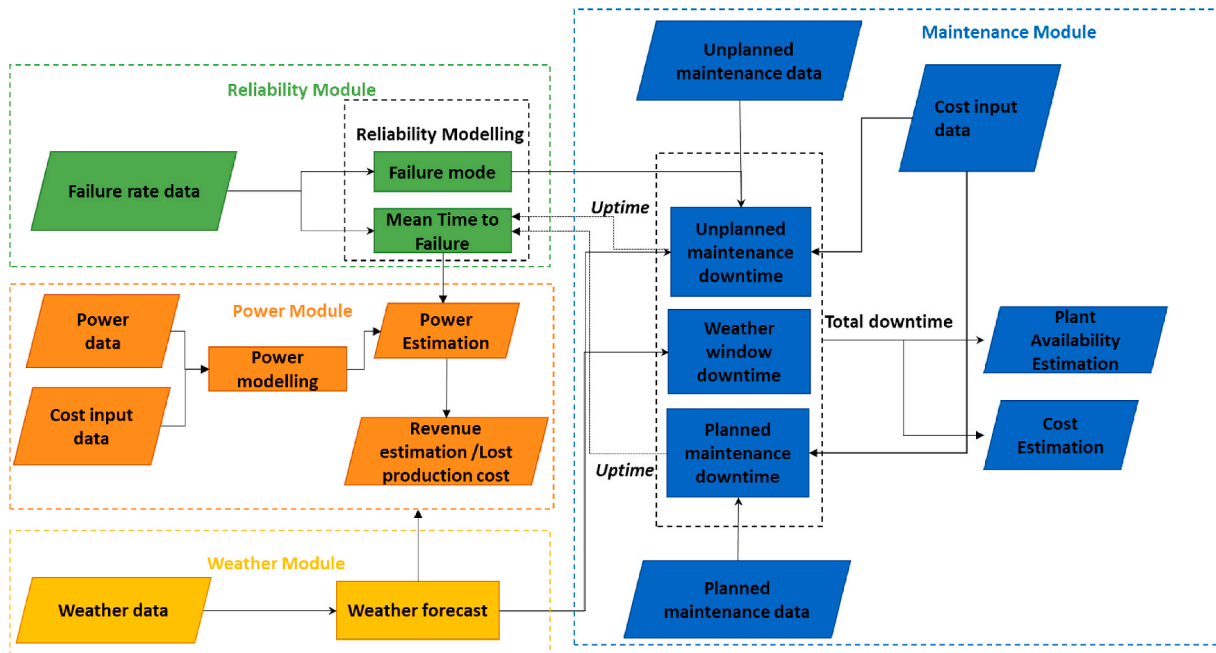 Reliability Module
Reliability Modelling
Failure rate data
Failure mode
Mean Time to
Failure
Power Module
Power
data
Cost input
data
Power
modelling
Power
Estimation
Revenue
estimation /Lost
production cost
Weather Module
Weather data
Weather forecast
Maintenance Module
Unplanned
maintenance data
Cost input
data
Uptime
Unplanned
maintenance
downtime
Weather
window
downtime
Planned
maintenance
downtime
Uptime
Total downtime
Plant
Availability
Estimation
Cost
Estimation
Planned
maintenance data